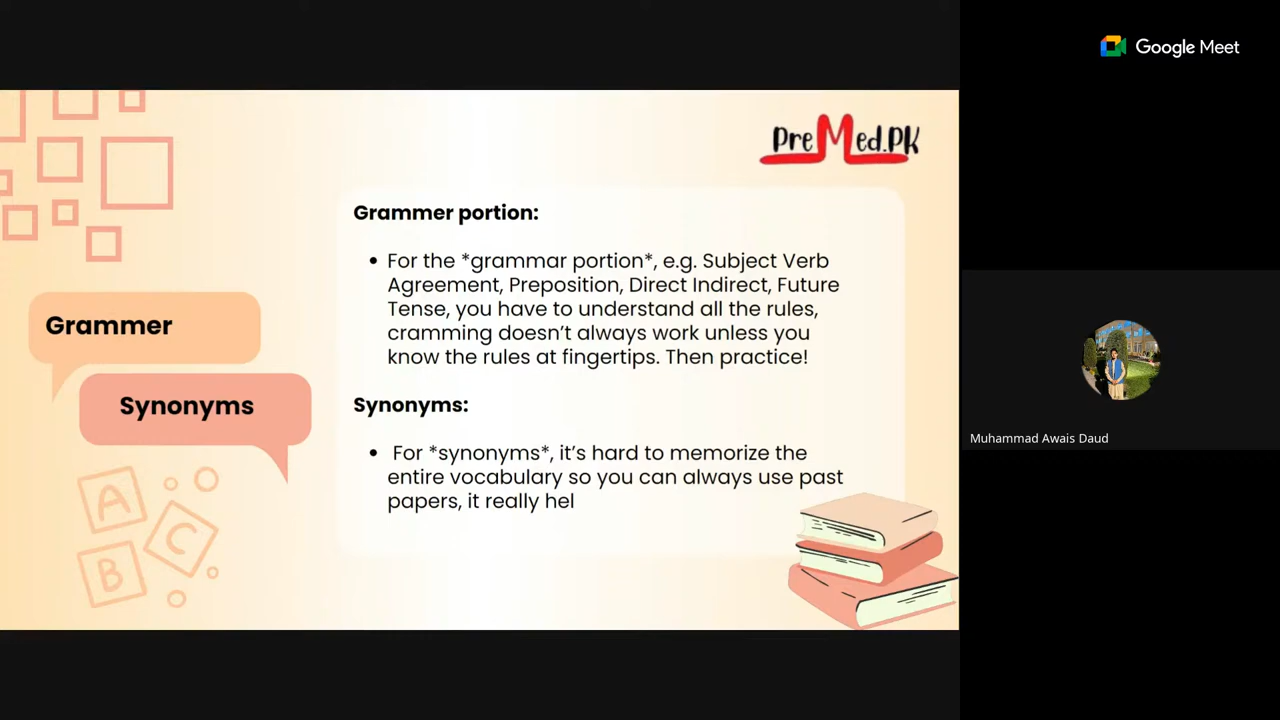 Google Meet
PreMed.PK
Grammer portion:
• For the *grammar portion*, e.g. Subject Verb
Agreement, Preposition, Direct Indirect, Future
Tense, you have to understand all the rules,
cramming doesn't always work unless you
know the rules at fingertips. Then practice!
Grammer
Synonyms
Synonyms:
• For *synonyms*, it's hard to memorize the
entire vocabulary so you can always use past
papers, it really hel
A
C
B
Muhammad Awais Daud